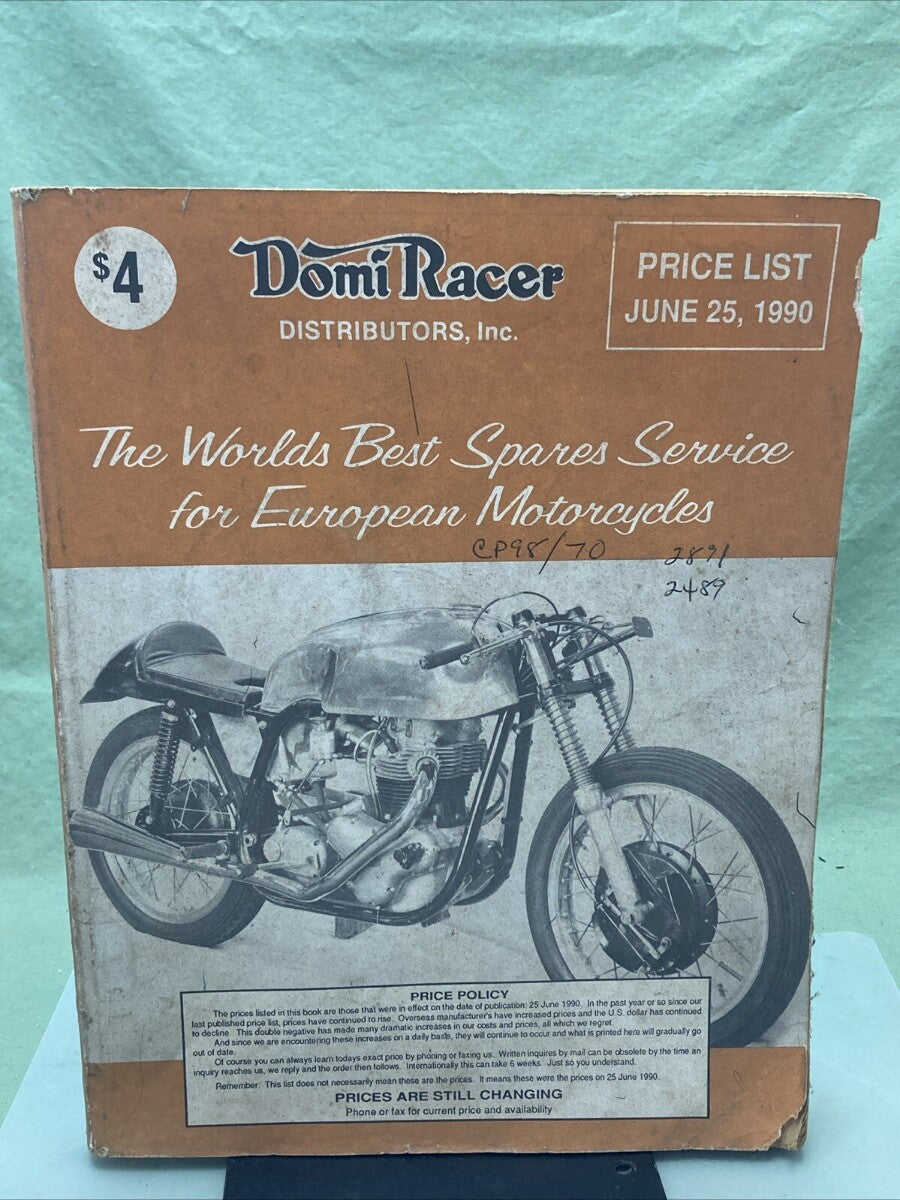 $4
Domi Racer
DISTRIBUTORS, Inc.
PRICE LIST
JUNE 25, 1990
The Worlds Best Spares Service
for European Motorcycles
CP98/70
2891
2489
PRICE POLICY
The prices listed in this book are those that were in effect on the date of publication: 25 June 1990. In the past year or so since our
last published price list, prices have continued to rise. Overseas manufacturer's have increased prices and the U.S. dollar has continued
to decline. This double negative has made many dramatic increases in our costs and prices, all which we regret.
And since we are encountering these increases on a daily basis, they will continue to occur and what is printed here will gradually go
out of date.
Of course you can always learn todays exact price by phoning or faxing us. Written inquires by mail can be obsolete by the time an
inquiry reaches us, we reply and the order then follows. Internationally this can take 6 weeks. Just so you understand.
Remember: This list does not necessarily mean these are the prices. It means these were the prices on 25 June 1990.
PRICES ARE STILL CHANGING
Phone or fax for current price and availability